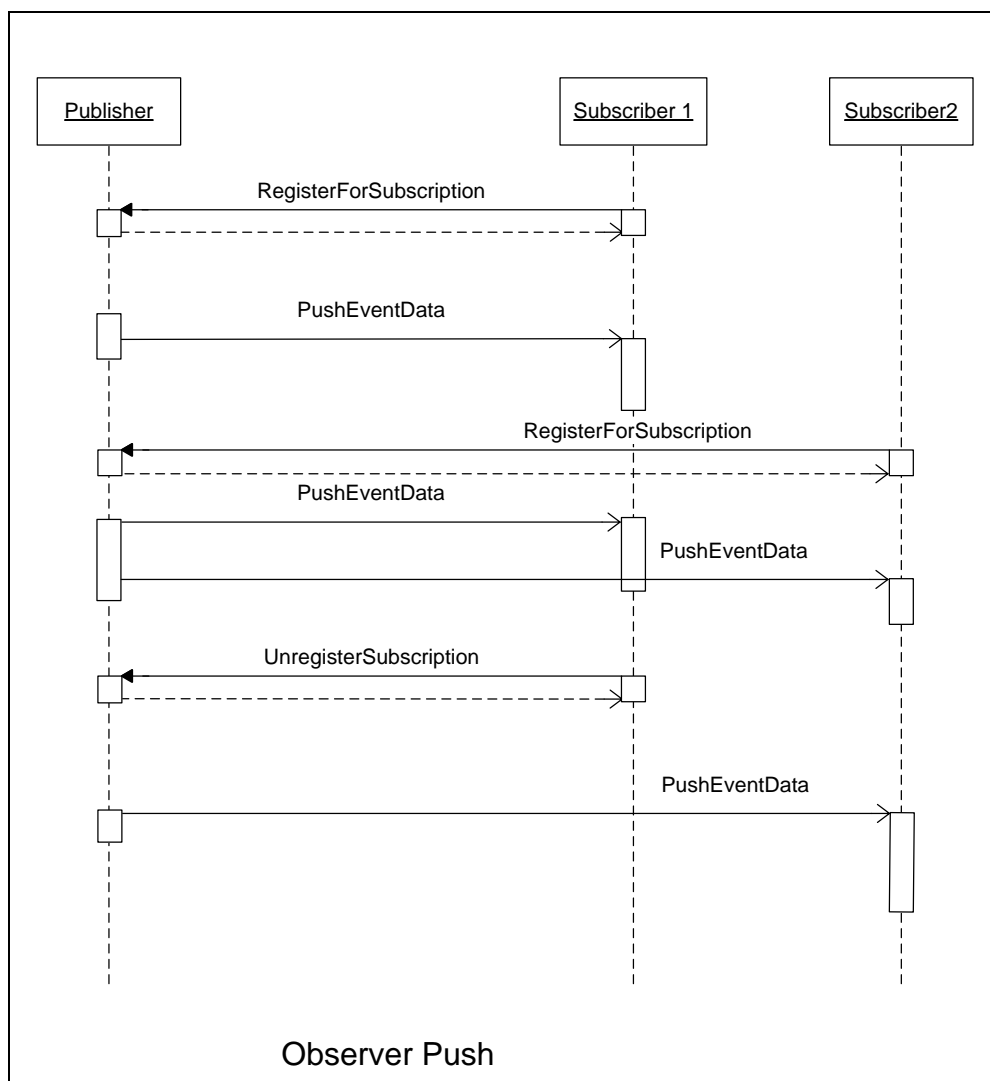 Publisher
Subscriber 1
Subscriber2
RegisterForSubscription
PushEventData
RegisterForSubscription
PushEventData
PushEventData
UnregisterSubscription
PushEventData
Observer Push